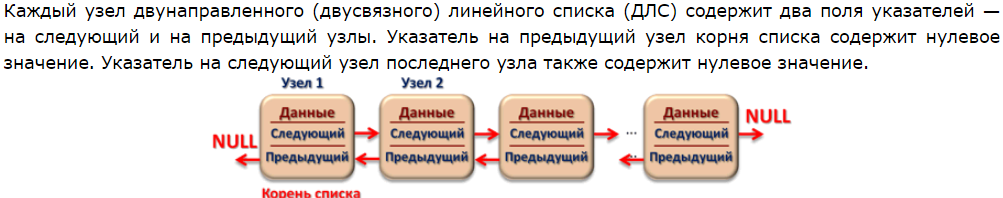 Каждый узел двунаправленного (двусвязного) линейного списка (ДЛС) содержит два поля указателей —
на следующий и на предыдущий узлы. Указатель на предыдущий узел корня списка содержит нулевое
значение. Указатель на следующий узел последнего узла также содержит нулевое значение.
Узел 1 Узел 2
Данные Данные Данные Данные NULL
NULL Следующий Следующий Следующий ... Следующий
Предыдущий Предыдущий Предыдущий ... Предыдущий
Корень списка